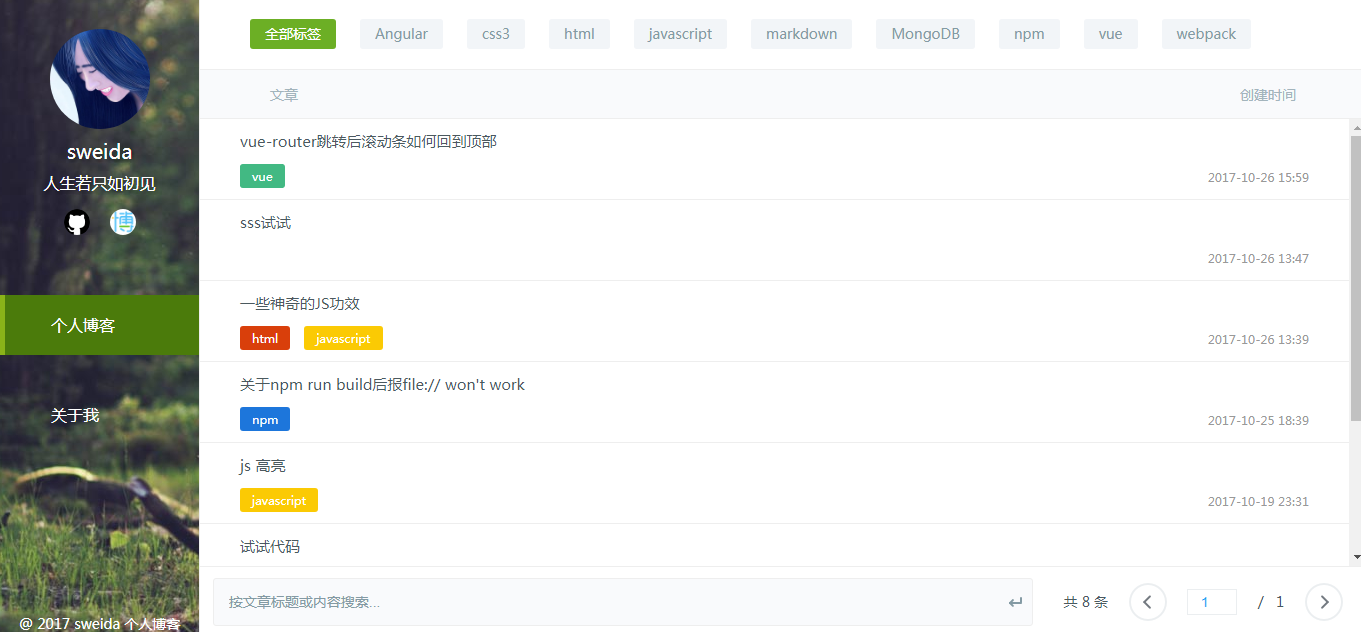 sweida
人生若只如初见
博
个人博客
关于我
@ 2017 sweida 个人博客
全部标签 Angular css3 html javascript markdown MongoDB npm vue webpack
文章 创建时间
vue-router跳转后滚动条如何回到顶部
vue 2017-10-26 15:59
sss试试
2017-10-26 13:47
一些神奇的JS功效
html javascript 2017-10-26 13:39
关于npm run build后报file:// won't work
npm 2017-10-25 18:39
js 高亮
javascript 2017-10-19 23:31
试试代码
按文章标题或内容搜索... 共 8 条 1 / 1